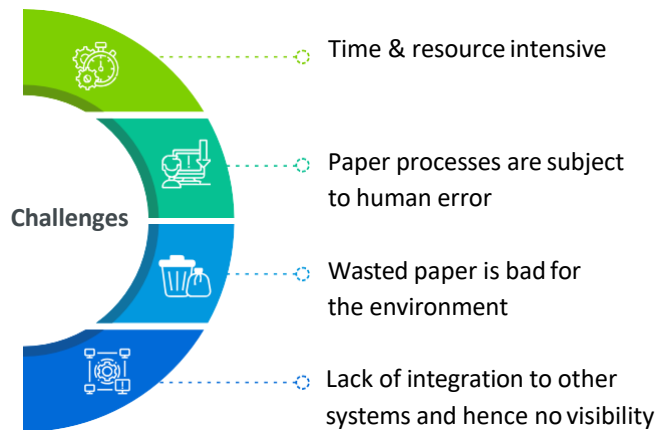 Time & resource intensive
Paper processes are subject
to human error
Challenges
Wasted paper is bad for
the environment
Lack of integration to other
systems and hence no visibility